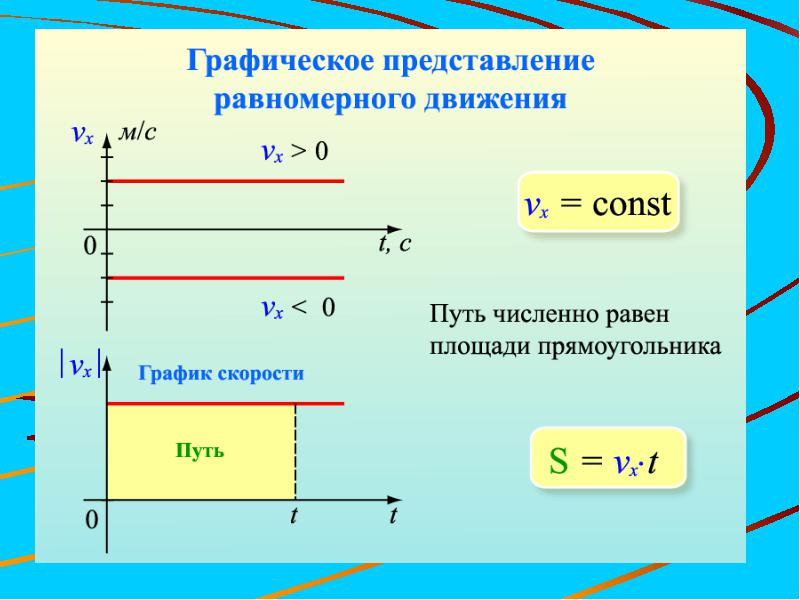 Графическое представление
равномерного движения
vₓ м/с
vₓ > 0
vₓ = const
0
t, с
vₓ < 0
Путь численно равен
площади прямоугольника
|vₓ|
График скорости
Путь
S = vₓ·t
0
t
t